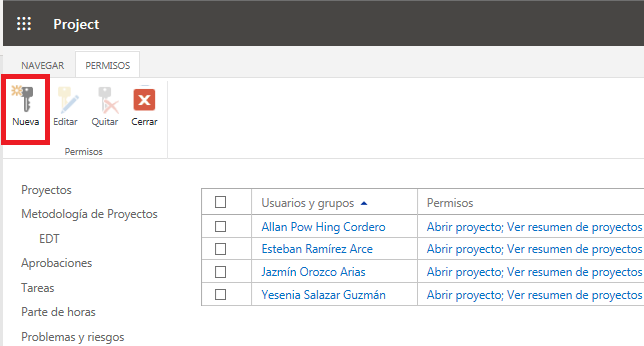 Project
NAVEGAR PERMISOS
Nueva Editar Quitar Cerrar
Permisos
Proyectos
Metodología de Proyectos
EDT
Aprobaciones
Tareas
Parte de horas
Problemas y riesgos
Usuarios y grupos Permisos
Allan Pow Hing Cordero Abrir proyecto; Ver resumen de proyectos
Esteban Ramírez Arce Abrir proyecto; Ver resumen de proyectos
Jazmín Orozco Arias Abrir proyecto; Ver resumen de proyectos
Yesenia Salazar Guzmán Abrir proyecto; Ver resumen de proyectos